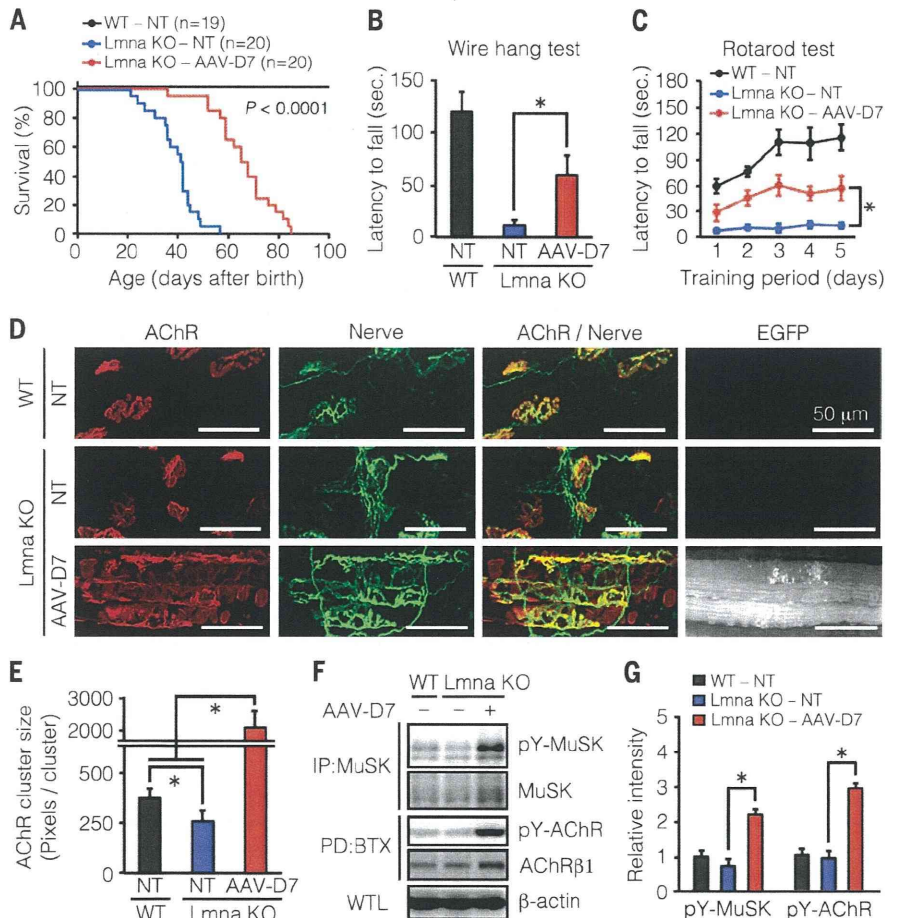 A
WT – NT (n=19)
Lmna KO – NT (n=20)
Lmna KO – AAV-D7 (n=20)
Survival (%)
100
80
60
40
20
0
P < 0.0001
0 20 40 60 80 100
Age (days after birth)
B
Wire hang test
Latency to fall (sec.)
150
100
50
0
*
NT NT AAV-D7
WT Lmna KO
C
Rotarod test
Latency to fall (sec.)
180
150
120
90
60
30
0
WT – NT
Lmna KO – NT
Lmna KO – AAV-D7
*
1 2 3 4 5
Training period (days)
D
AChR Nerve AChR / Nerve EGFP
WT
NT
50 µm
Lmna KO
NT
AAV-D7
E
AChR cluster size
(Pixels / cluster)
3000
2000
500
250
0
*
*
NT NT AAV-D7
WT Lmna KO
F
WT Lmna KO
AAV-D7 – – +
IP:MuSK
pY-MuSK
MuSK
PD:BTX
pY-AChR
AChRβ1
WTL
β-actin
G
WT – NT
Lmna KO – NT
Lmna KO – AAV-D7
Relative intensity
5
4
3
2
1
0
*
*
pY-MuSK pY-AChR